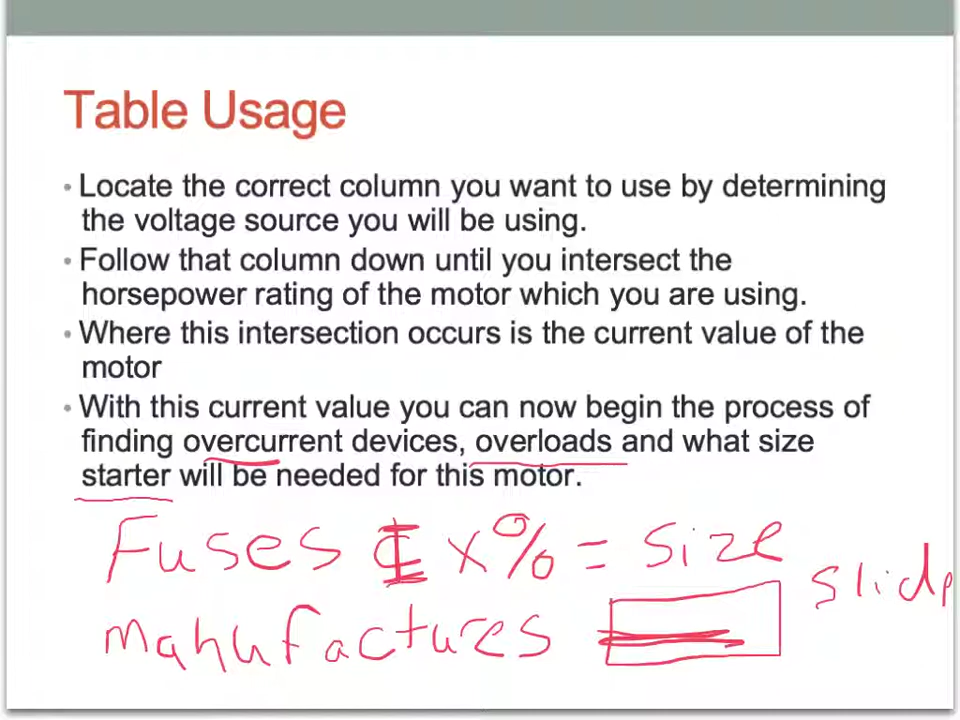 Table Usage
• Locate the correct column you want to use by determining
the voltage source you will be using.
• Follow that column down until you intersect the
horsepower rating of the motor which you are using.
• Where this intersection occurs is the current value of the
motor
• With this current value you can now begin the process of
finding overcurrent devices, overloads and what size
starter will be needed for this motor.
Fuses I x % = size
manufactures